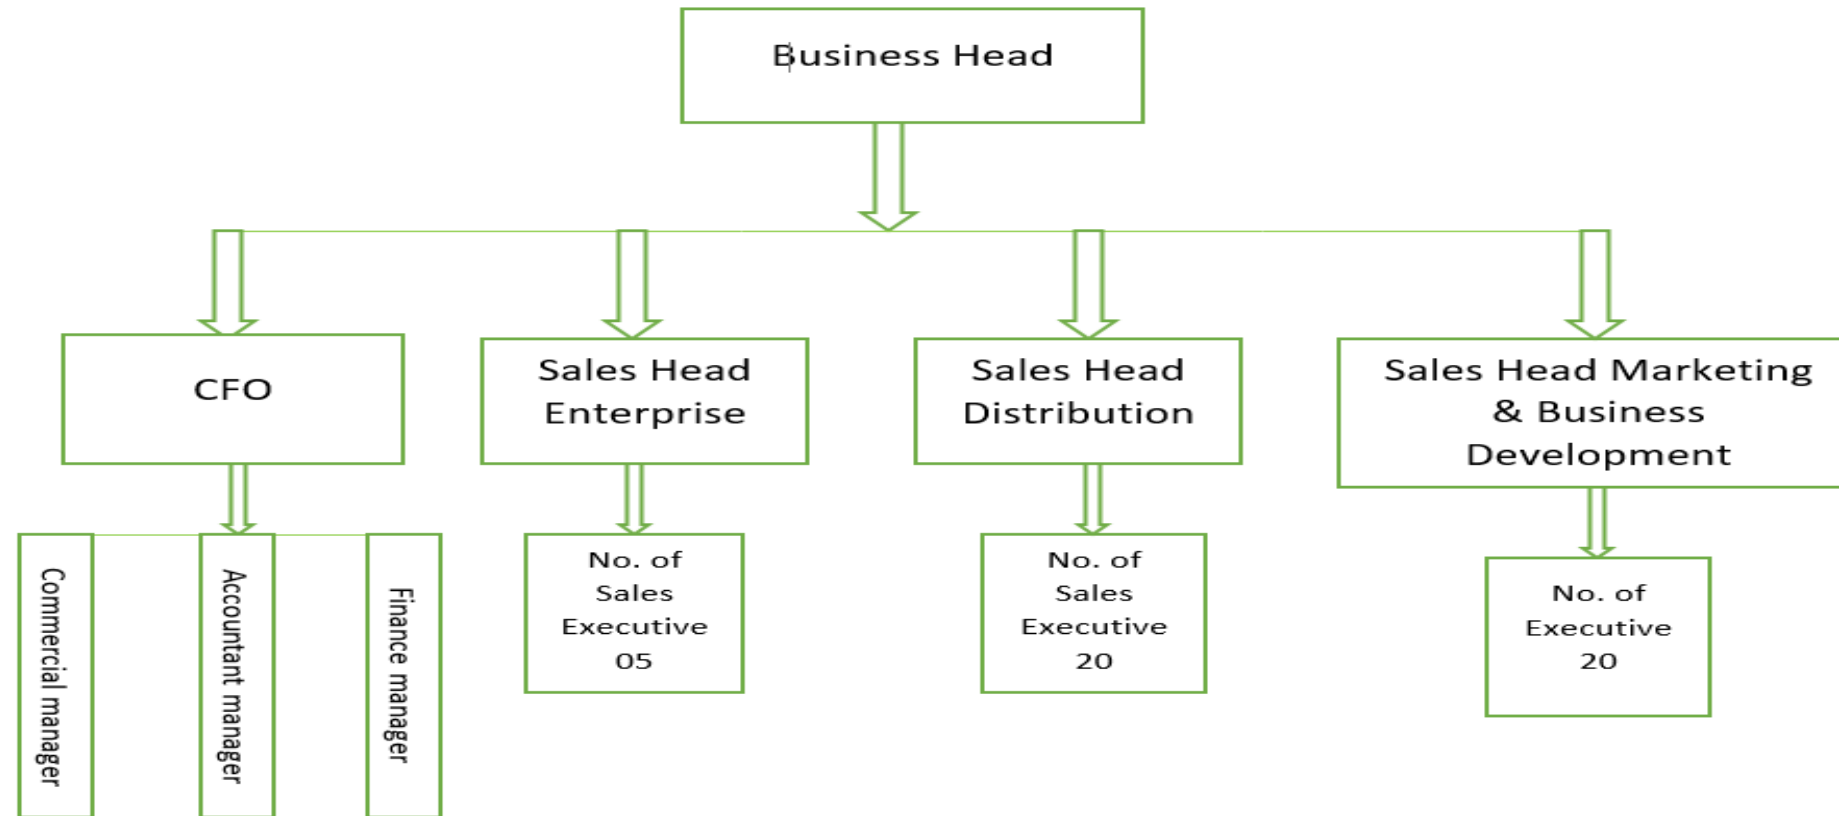 Business Head
CFO
Sales Head
Enterprise
Sales Head
Distribution
Sales Head Marketing
& Business
Development
Commercial manager
Accountant manager
Finance manager
No. of
Sales
Executive
05
No. of
Sales
Executive
20
No. of
Executive
20